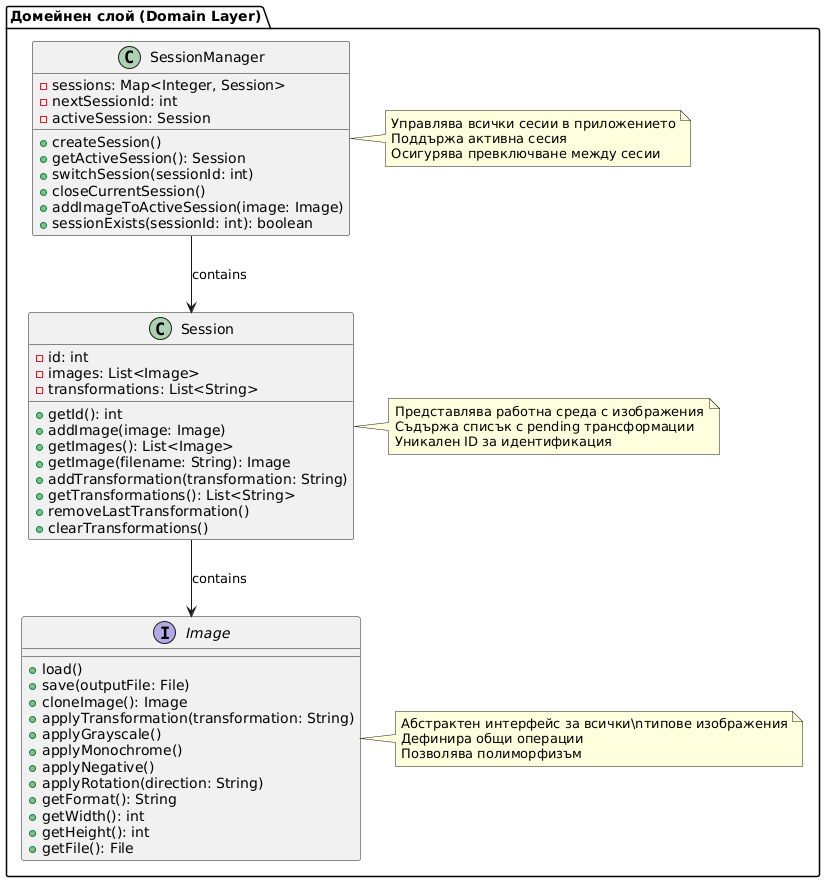 Домейнен слой (Domain Layer)
C SessionManager
sessions: Map<Integer, Session>
nextSessionId: int
activeSession: Session
createSession()
getActiveSession(): Session
switchSession(sessionId: int)
closeCurrentSession()
addImageToActiveSession(image: Image)
sessionExists(sessionId: int): boolean
Управлява всички сесии в приложението
Поддържа активна сесия
Осигурява превключване между сесии
contains
C Session
id: int
images: List<Image>
transformations: List<String>
getId(): int
addImage(image: Image)
getImages(): List<Image>
getImage(filename: String): Image
addTransformation(transformation: String)
getTransformations(): List<String>
removeLastTransformation()
clearTransformations()
Представлява работна среда с изображения
Съдържа списък с pending трансформации
Уникален ID за идентификация
contains
I Image
load()
save(outputFile: File)
cloneImage(): Image
applyTransformation(transformation: String)
applyGrayscale()
applyMonochrome()
applyNegative()
applyRotation(direction: String)
getFormat(): String
getWidth(): int
getHeight(): int
getFile(): File
Абстрактен интерфейс за всички\nтипове изображения
Дефинира общи операции
Позволява полиморфизъм